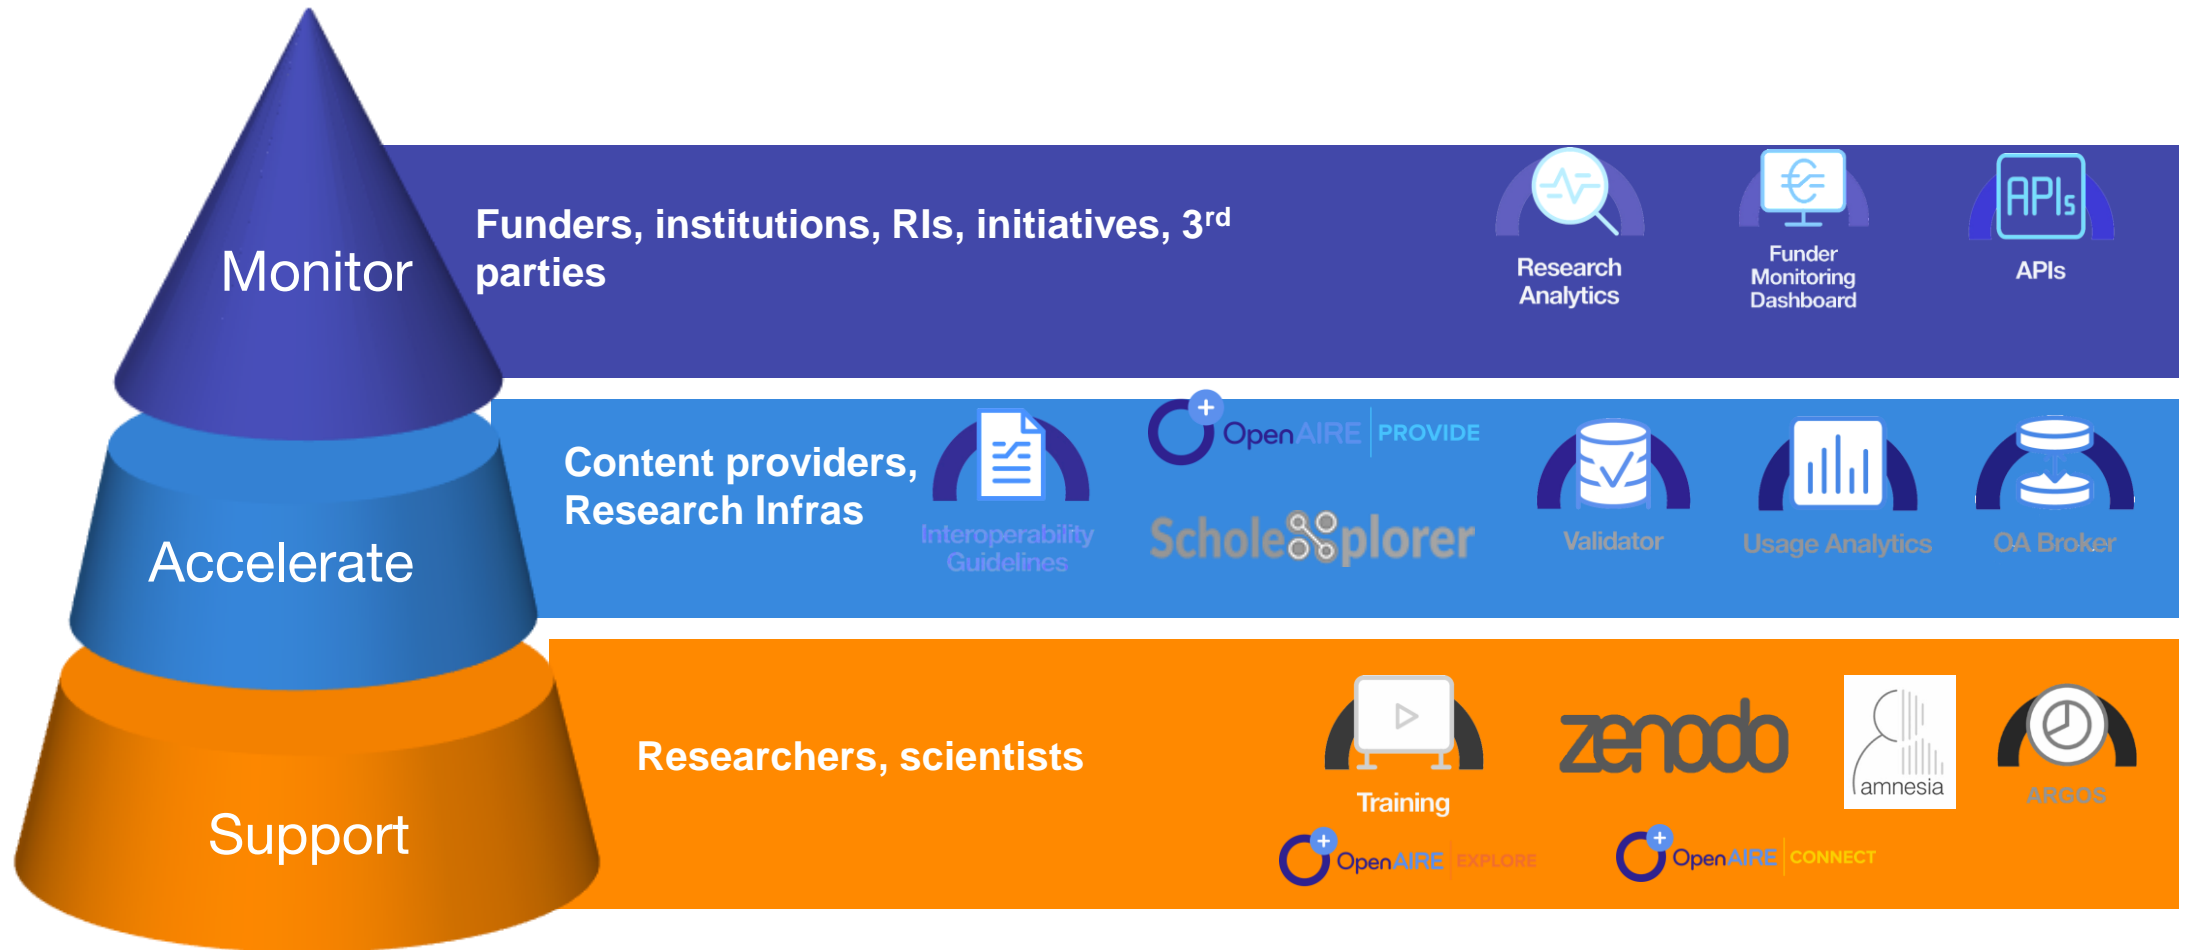 Monitor
Funders, institutions, RIs, initiatives, 3rd
parties
Research
Analytics
Funder
Monitoring
Dashboard
APIs
APIs
Accelerate
Content providers,
Research Infras
Interoperability
Guidelines
OpenAIRE PROVIDE
ScholeXplorer
Validator
Usage Analytics
OA Broker
Support
Researchers, scientists
Training
zenodo
amnesia
ARGOS
OpenAIRE EXPLORE
OpenAIRE CONNECT